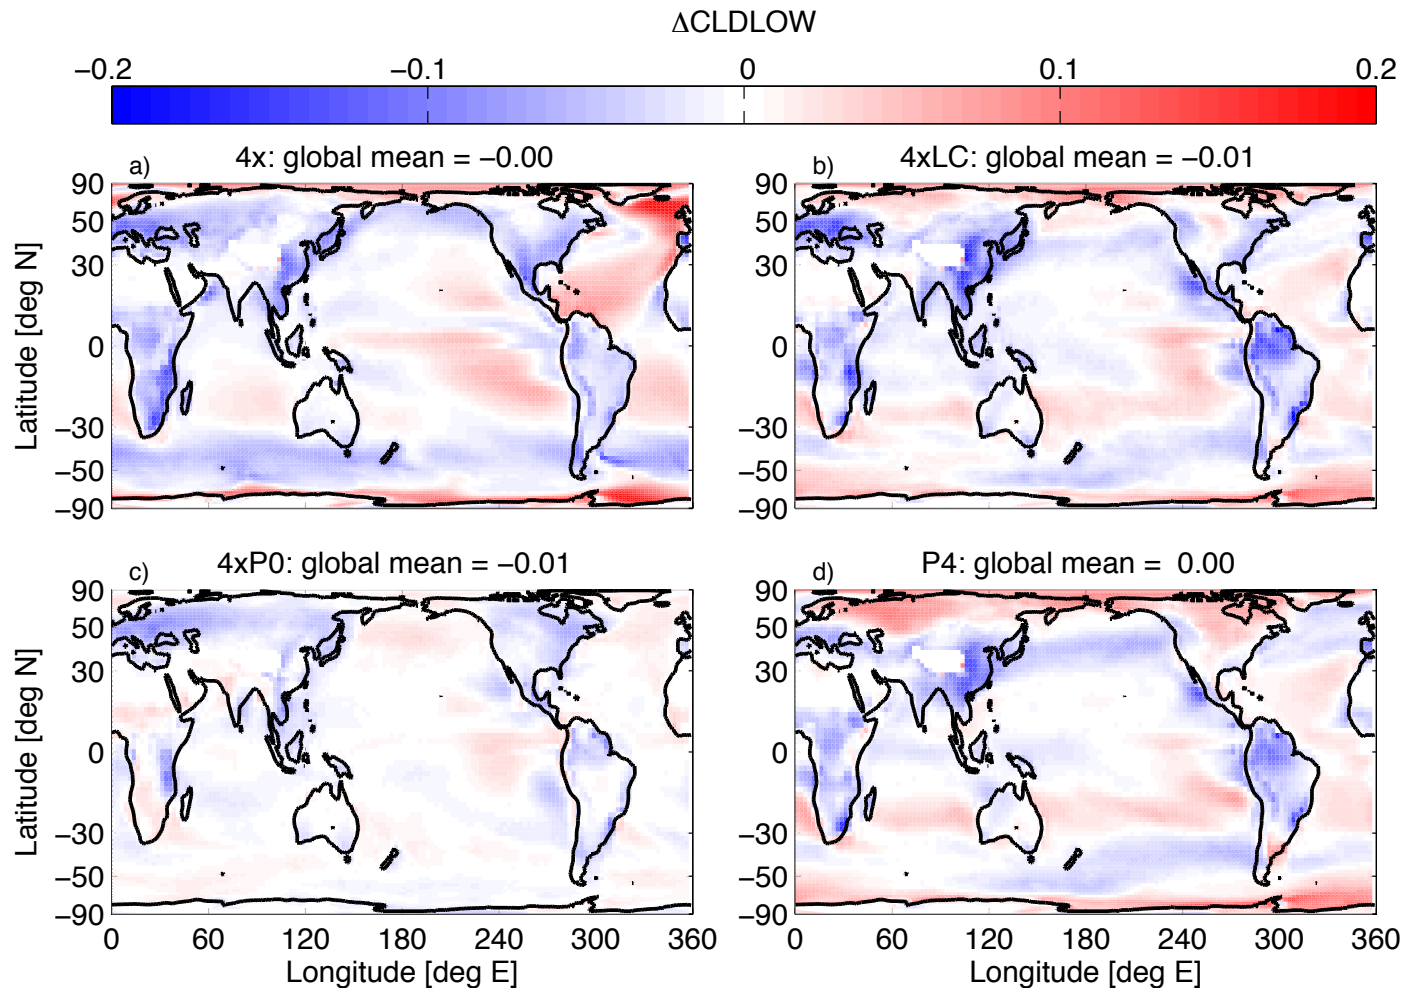 ΔCLDLOW
−0.2 −0.1 0 0.1 0.2
a) 4x: global mean = −0.00
b) 4xLC: global mean = −0.01
90
50
30
0
−30
−50
−90
Latitude [deg N]
90
50
30
0
−30
−50
−90
c) 4xP0: global mean = −0.01
d) P4: global mean = 0.00
90
50
30
0
−30
−50
−90
Latitude [deg N]
90
50
30
0
−30
−50
−90
0 60 120 180 240 300 360
0 60 120 180 240 300 360
Longitude [deg E]
Longitude [deg E]